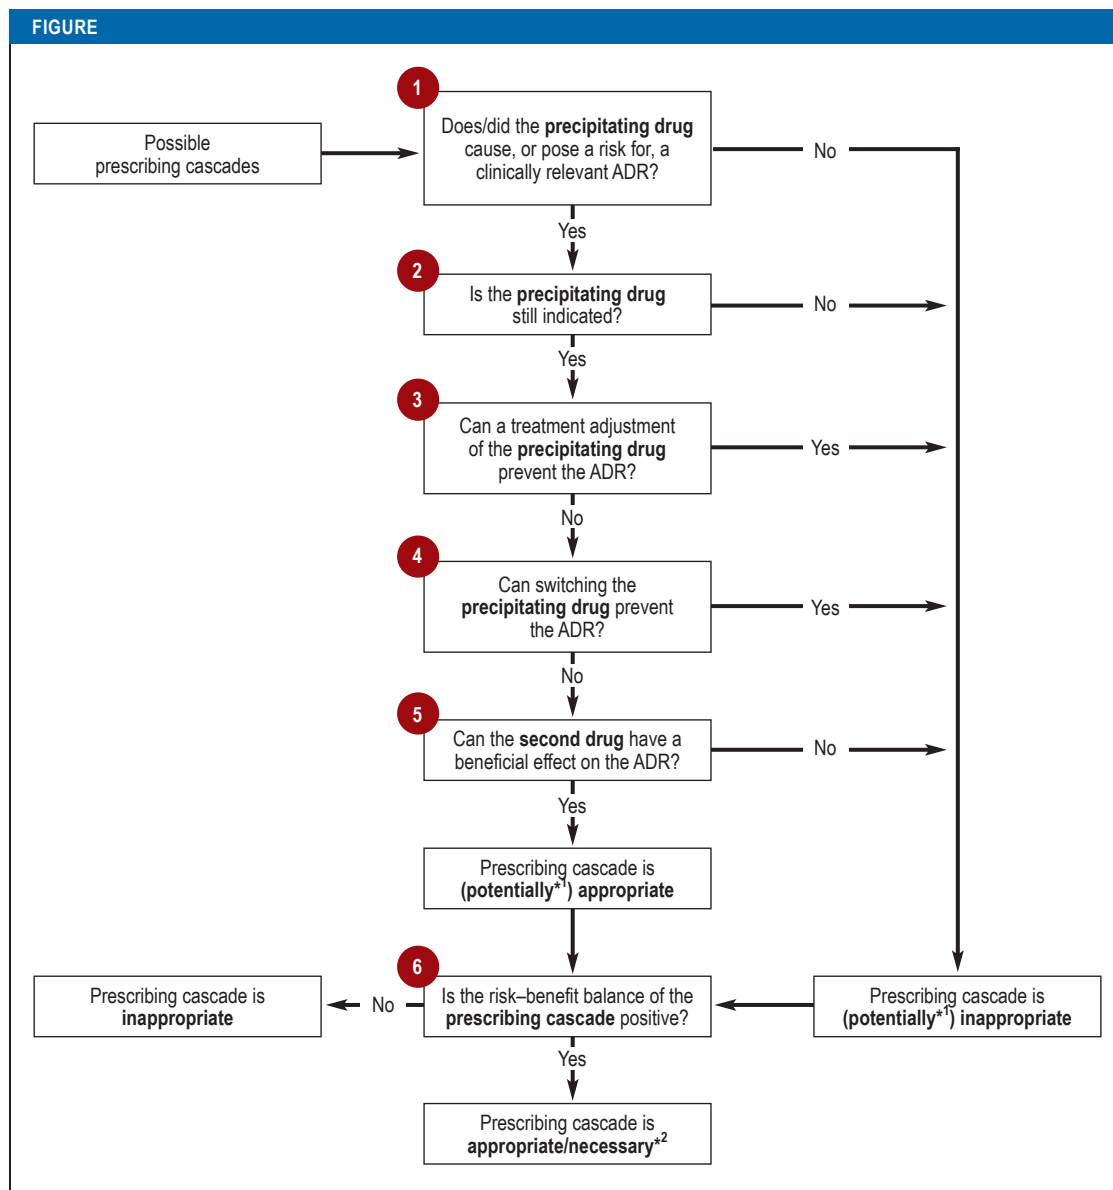 FIGURE
1
Does/did the precipitating drug
cause, or pose a risk for, a
clinically relevant ADR?
Possible
prescribing cascades
No
Yes
2
Is the precipitating drug
still indicated?
No
Yes
3
Can a treatment adjustment
of the precipitating drug
prevent the ADR?
Yes
No
4
Can switching the
precipitating drug prevent
the ADR?
Yes
No
5
Can the second drug have a
beneficial effect on the ADR?
No
Yes
Prescribing cascade is
(potentially*1) appropriate
6
Is the risk–benefit balance of the
prescribing cascade positive?
No
Prescribing cascade is
inappropriate
Prescribing cascade is
(potentially*1) inappropriate
Yes
Prescribing cascade is
appropriate/necessary*2